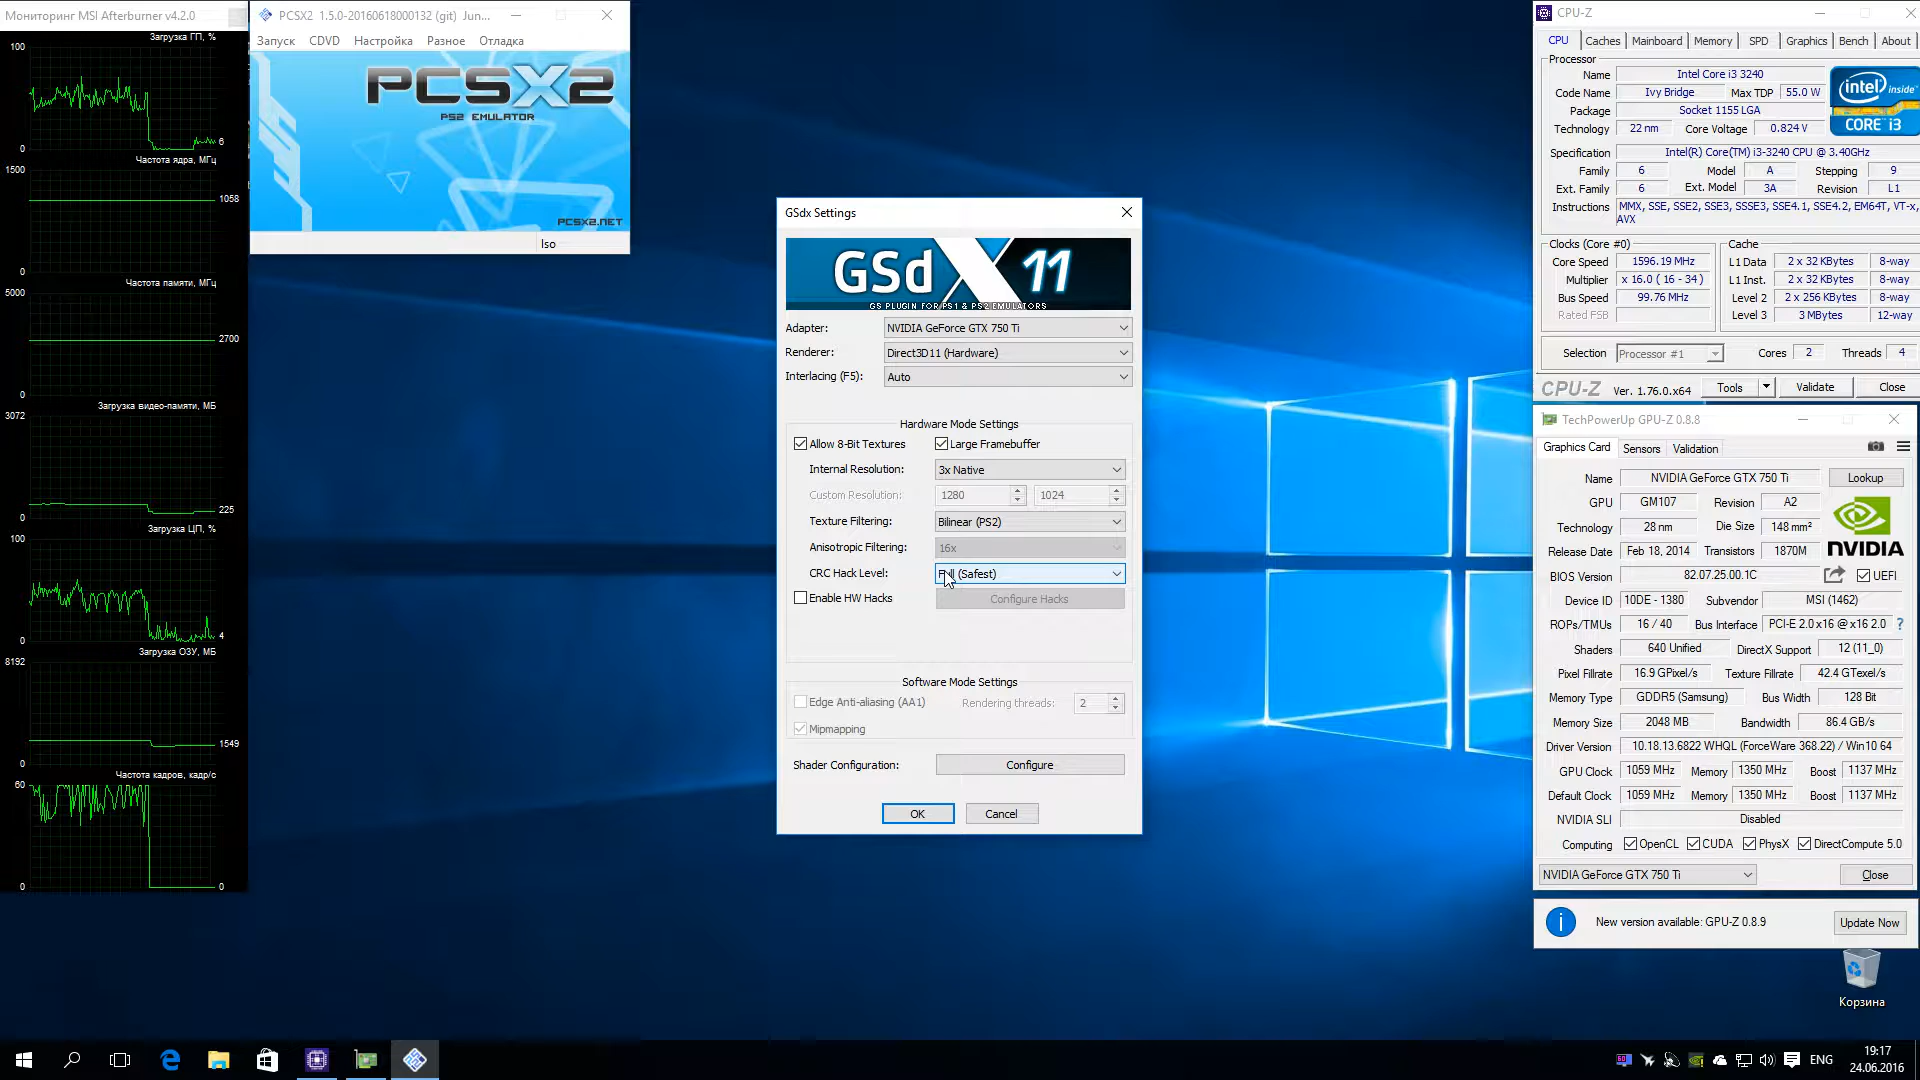 Мониторинг MSI Afterburner v4.2.0
Загрузка ГП, %
100
6
0
Частота ядра, МГц
1500
1058
0
Частота памяти, МГц
5000
2700
0
Загрузка видео-памяти, МБ
3072
225
0
Загрузка ЦП, %
100
4
0
Загрузка ОЗУ, МБ
8192
1549
0
Частота кадров, кадр/с
60
0
0
PCSX2 1.5.0-20160618000132 (git) Jun...
Запуск CDVD Настройка Разное Отладка
PCSX2
PS2 EMULATOR
PCSX2.NET
Iso
GSdx Settings
GSdX 11
GS PLUGIN FOR PS1 & PS2 EMULATORS
Adapter: NVIDIA GeForce GTX 750 Ti
Renderer: Direct3D11 (Hardware)
Interlacing (F5): Auto
Hardware Mode Settings
Allow 8-Bit Textures Large Framebuffer
Internal Resolution: 3x Native
Custom Resolution: 1280 1024
Texture Filtering: Bilinear (PS2)
Anisotropic Filtering: 16x
CRC Hack Level: Full (Safest)
Enable HW Hacks Configure Hacks
Software Mode Settings
Edge Anti-aliasing (AA1) Rendering threads: 2
Mipmapping
Shader Configuration: Configure
OK Cancel
CPU-Z
CPU Caches Mainboard Memory SPD Graphics Bench About
Processor
Name Intel Core i3 3240
Code Name Ivy Bridge Max TDP 55.0 W
Package Socket 1155 LGA
Technology 22 nm Core Voltage 0.824 V
intel inside™
CORE i3
Specification Intel(R) Core(TM) i3-3240 CPU @ 3.40GHz
Family 6 Model A Stepping 9
Ext. Family 6 Ext. Model 3A Revision L1
Instructions MMX, SSE, SSE2, SSE3, SSSE3, SSE4.1, SSE4.2, EM64T, VT-x,
AVX
Clocks (Core #0) Cache
Core Speed 1596.19 MHz L1 Data 2 x 32 KBytes 8-way
Multiplier x 16.0 ( 16 - 34 ) L1 Inst. 2 x 32 KBytes 8-way
Bus Speed 99.76 MHz Level 2 2 x 256 KBytes 8-way
Rated FSB Level 3 3 MBytes 12-way
Selection Processor #1 Cores 2 Threads 4
CPU-Z Ver. 1.76.0.x64 Tools Validate Close
TechPowerUp GPU-Z 0.8.8
Graphics Card Sensors Validation
Name NVIDIA GeForce GTX 750 Ti Lookup
GPU GM107 Revision A2
Technology 28 nm Die Size 148 mm²
Release Date Feb 18, 2014 Transistors 1870M
NVIDIA
BIOS Version 82.07.25.00.1C UEFI
Device ID 10DE - 1380 Subvendor MSI (1462)
ROPs/TMUs 16 / 40 Bus Interface PCI-E 2.0 x16 @ x16 2.0 ?
Shaders 640 Unified DirectX Support 12 (11_0)
Pixel Fillrate 16.9 GPixel/s Texture Fillrate 42.4 GTexel/s
Memory Type GDDR5 (Samsung) Bus Width 128 Bit
Memory Size 2048 MB Bandwidth 86.4 GB/s
Driver Version 10.18.13.6822 WHQL (ForceWare 368.22) / Win10 64
GPU Clock 1059 MHz Memory 1350 MHz Boost 1137 MHz
Default Clock 1059 MHz Memory 1350 MHz Boost 1137 MHz
NVIDIA SLI Disabled
Computing OpenCL CUDA PhysX DirectCompute 5.0
NVIDIA GeForce GTX 750 Ti Close
New version available: GPU-Z 0.8.9 Update Now
Корзина
ENG
19:17
24.06.2016